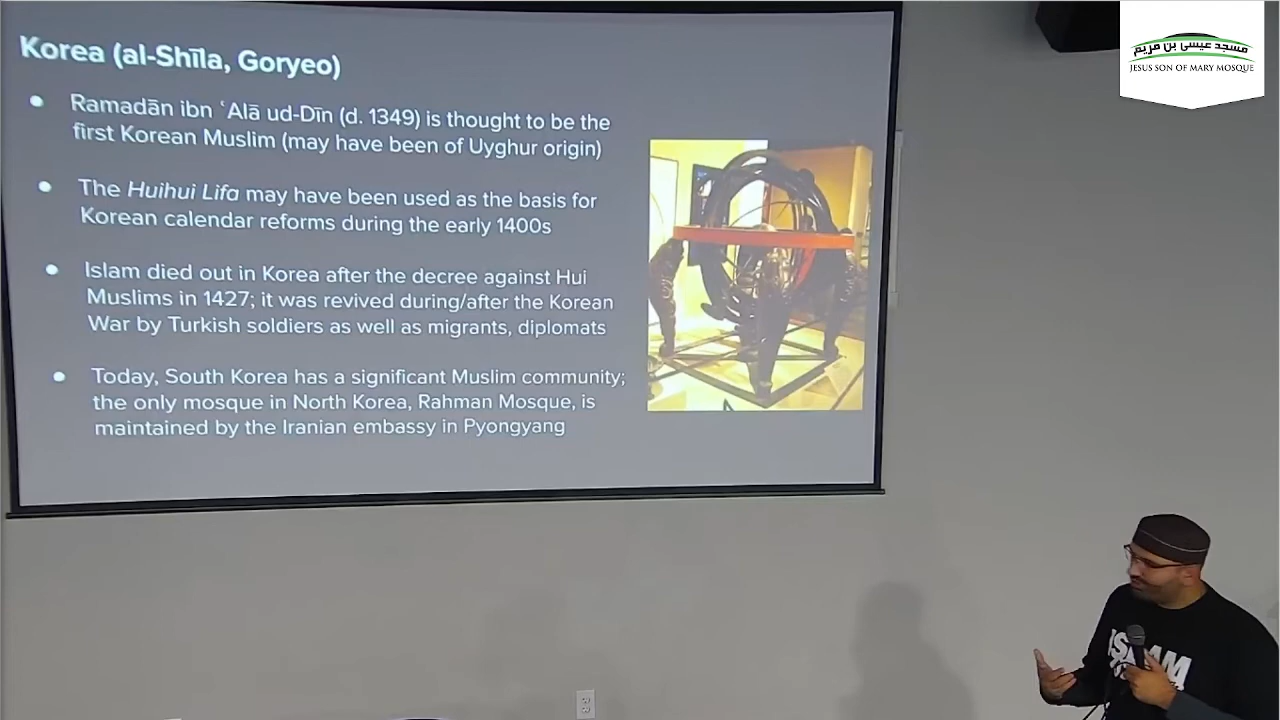 Korea (al-Shīla, Goryeo)
• Ramadān ibn ʿAlā ud-Dīn (d. 1349) is thought to be the
first Korean Muslim (may have been of Uyghur origin)
• The Huihui Lifa may have been used as the basis for
Korean calendar reforms during the early 1400s
• Islam died out in Korea after the decree against Hui
Muslims in 1427; it was revived during/after the Korean
War by Turkish soldiers as well as migrants, diplomats
• Today, South Korea has a significant Muslim community;
the only mosque in North Korea, Rahman Mosque, is
maintained by the Iranian embassy in Pyongyang
مسجد عيسى بن مريم
JESUS SON OF MARY MOSQUE